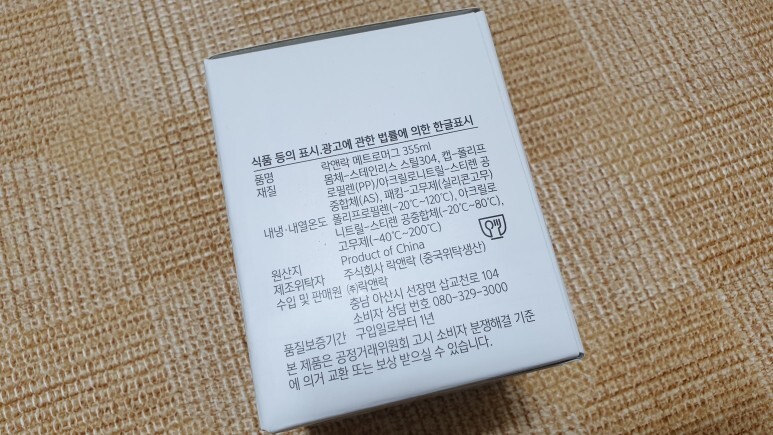 식품 등의 표시.광고에 관한 법률에 의한 한글표시
품명 락앤락 메트로머그 355ml
재질 몸체-스테인리스 스틸304, 캡-폴리프
로필렌(PP)/아크릴로니트릴-스티렌 공
중합체(AS), 패킹-고무제(실리콘고무)
내냉·내열온도 폴리프로필렌(-20℃~120℃), 아크릴로
니트릴-스티렌 공중합체(-20℃~80℃),
고무제(-40℃~200℃)
원산지 Product of China
제조위탁자 주식회사 락앤락 (중국위탁생산)
수입 및 판매원 ㈜락앤락
충남 아산시 선장면 삽교천로 104
소비자 상담 번호 080-329-3000
품질보증기간 구입일로부터 1년
본 제품은 공정거래위원회 고시 소비자 분쟁해결 기준
에 의거 교환 또는 보상 받으실 수 있습니다.